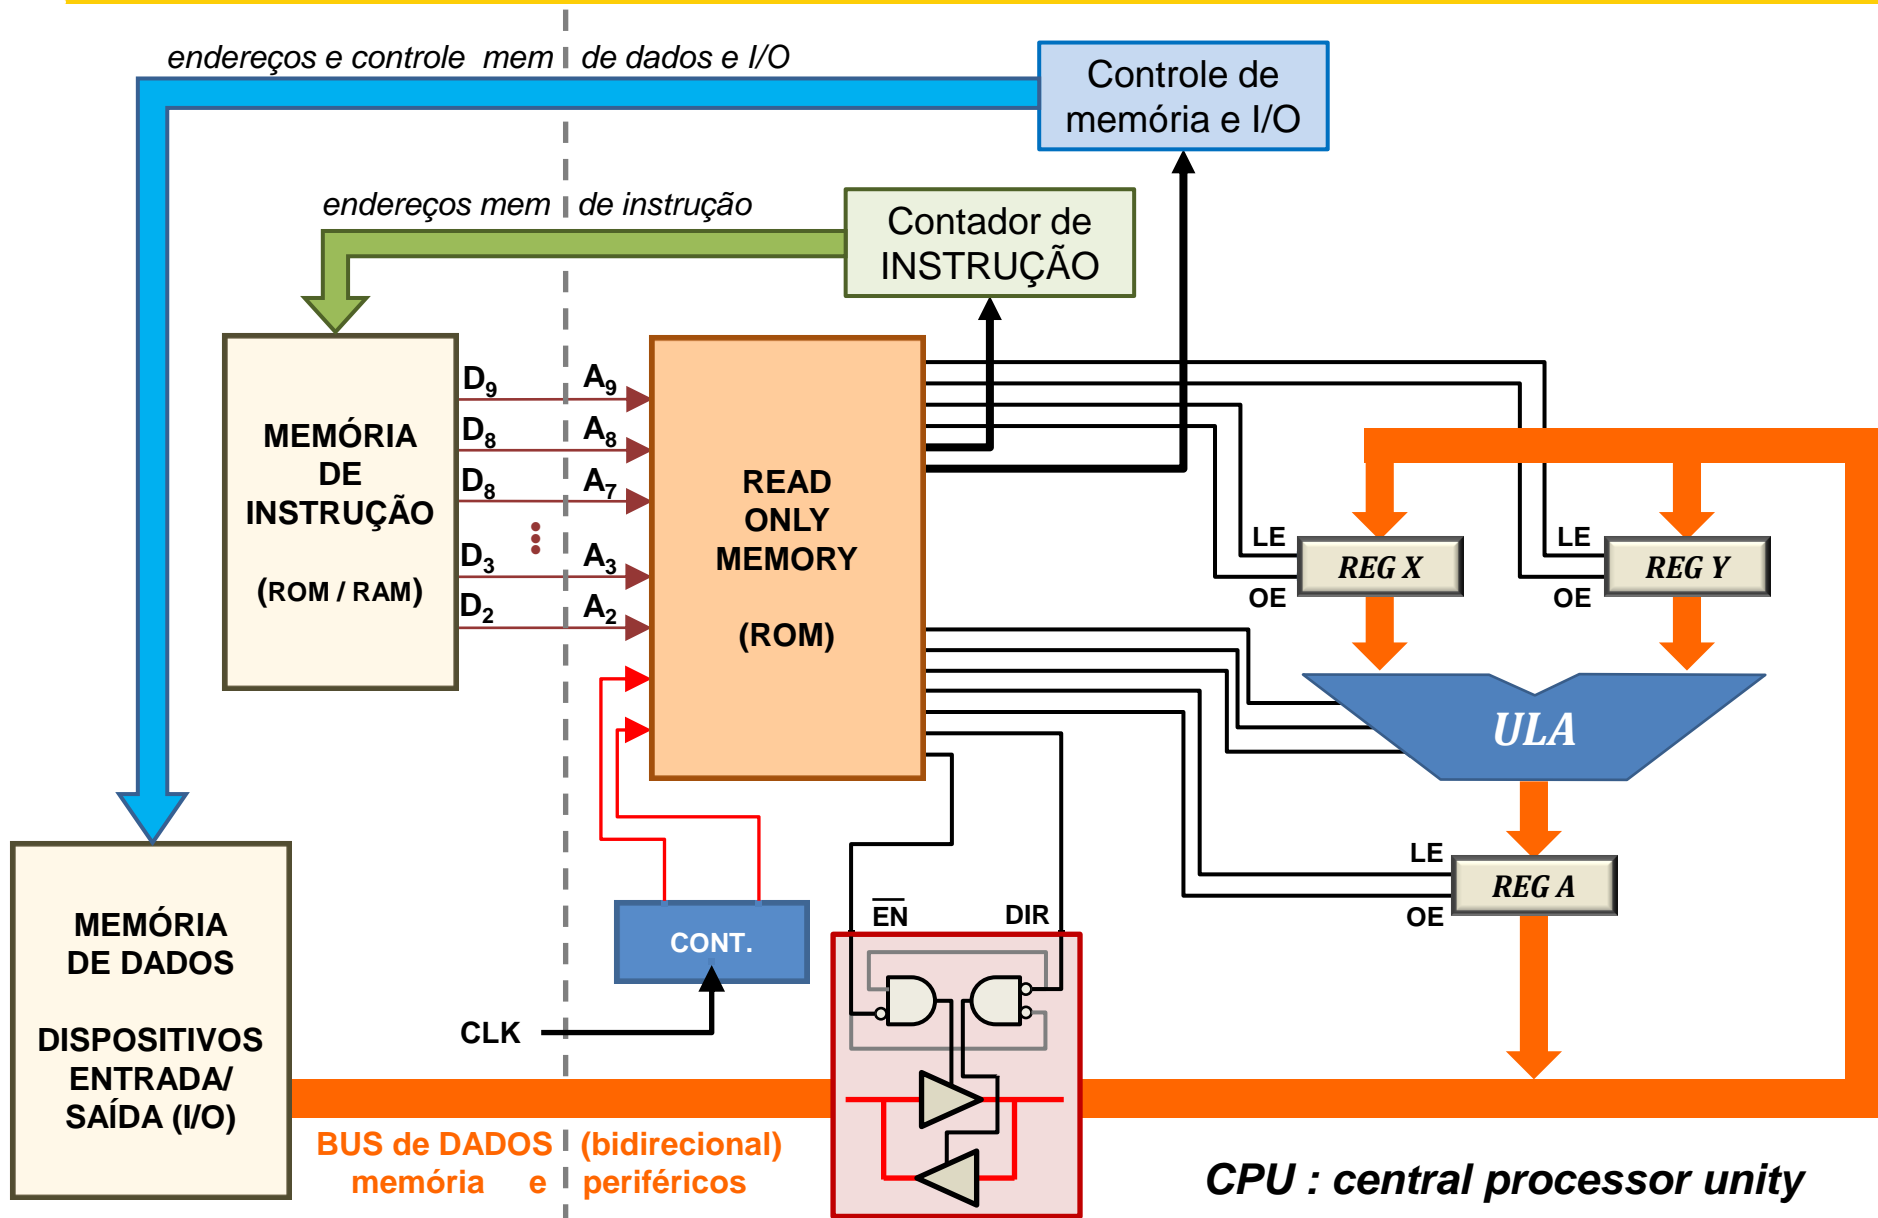 endereços e controle mem de dados e I/O
Controle de
memória e I/O
endereços mem de instrução
Contador de
INSTRUÇÃO
MEMÓRIA
DE
INSTRUÇÃO
(ROM / RAM)
D9
A9
D8
A8
D8
A7
D3
A3
D2
A2
READ
ONLY
MEMORY
(ROM)
LE
OE
REG X
LE
OE
REG Y
ULA
LE
OE
REG A
CONT.
CLK
EN
DIR
MEMÓRIA
DE DADOS
DISPOSITIVOS
ENTRADA/
SAÍDA (I/O)
BUS de DADOS (bidirecional)
memória e periféricos
CPU : central processor unity